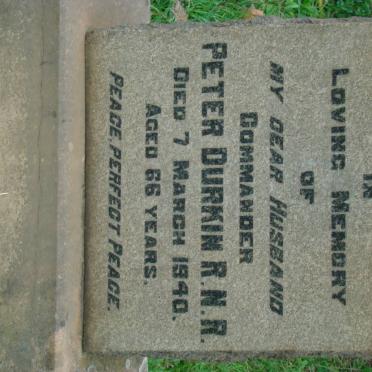 IN
LOVING MEMORY
OF
MY DEAR HUSBAND
COMMANDER
PETER DURKIN R.N.R.
DIED 7 MARCH 1940.
AGED 66 YEARS.
PEACE, PERFECT PEACE.